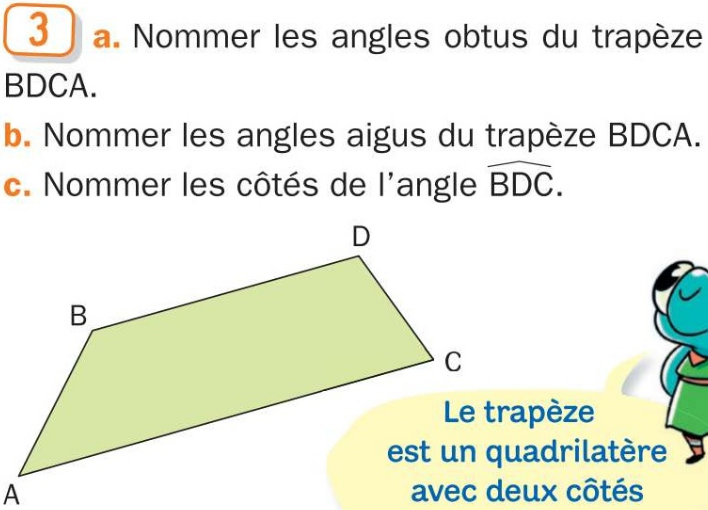 3 a. Nommer les angles obtus du trapèze
BDCA.
b. Nommer les angles aigus du trapèze BDCA.
c. Nommer les côtés de l'angle BDC.
D
B
C
A
Le trapèze
est un quadrilatère
avec deux côtés